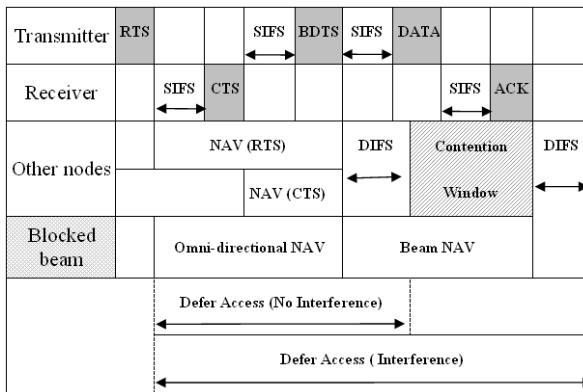 Transmitter RTS SIFS BDTS SIFS DATA
Receiver SIFS CTS SIFS ACK
Other nodes
NAV (RTS) DIFS Contention Window DIFS
NAV (CTS)
Blocked beam
Omni-directional NAV Beam NAV
Defer Access (No Interference)
Defer Access ( Interference)